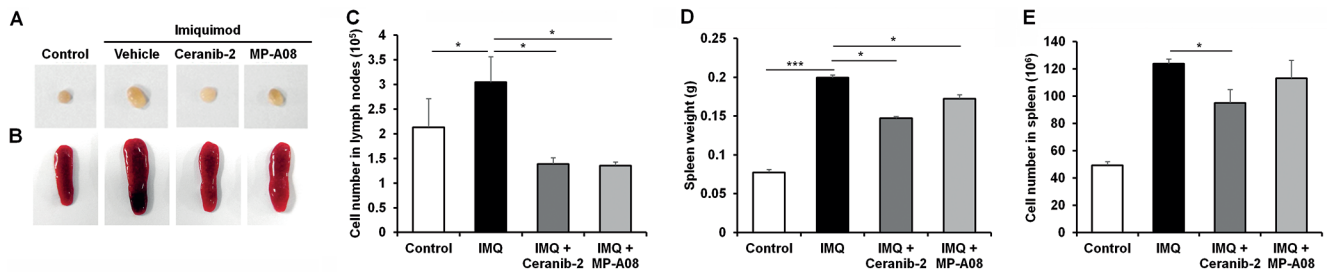 A
Imiquimod
Control Vehicle Ceranib-2 MP-A08
B
C
Cell number in lymph nodes (10⁵)
4
3.5
3
2.5
2
1.5
1
0.5
0
* * *
Control IMQ IMQ + Ceranib-2 IMQ + MP-A08
D
Spleen weight (g)
0.25
0.2
0.15
0.1
0.05
0
*** * *
Control IMQ IMQ + Ceranib-2 IMQ + MP-A08
E
Cell number in spleen (10⁶)
140
120
100
80
60
40
20
0
*
Control IMQ IMQ + Ceranib-2 IMQ + MP-A08